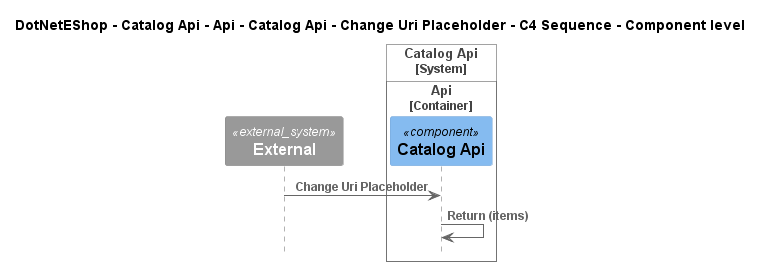 DotNetEShop - Catalog Api - Api - Catalog Api - Change Uri Placeholder - C4 Sequence - Component level
Catalog Api
[System]
Api
[Container]
«external_system»
External
«component»
Catalog Api
Change Uri Placeholder
Return (items)